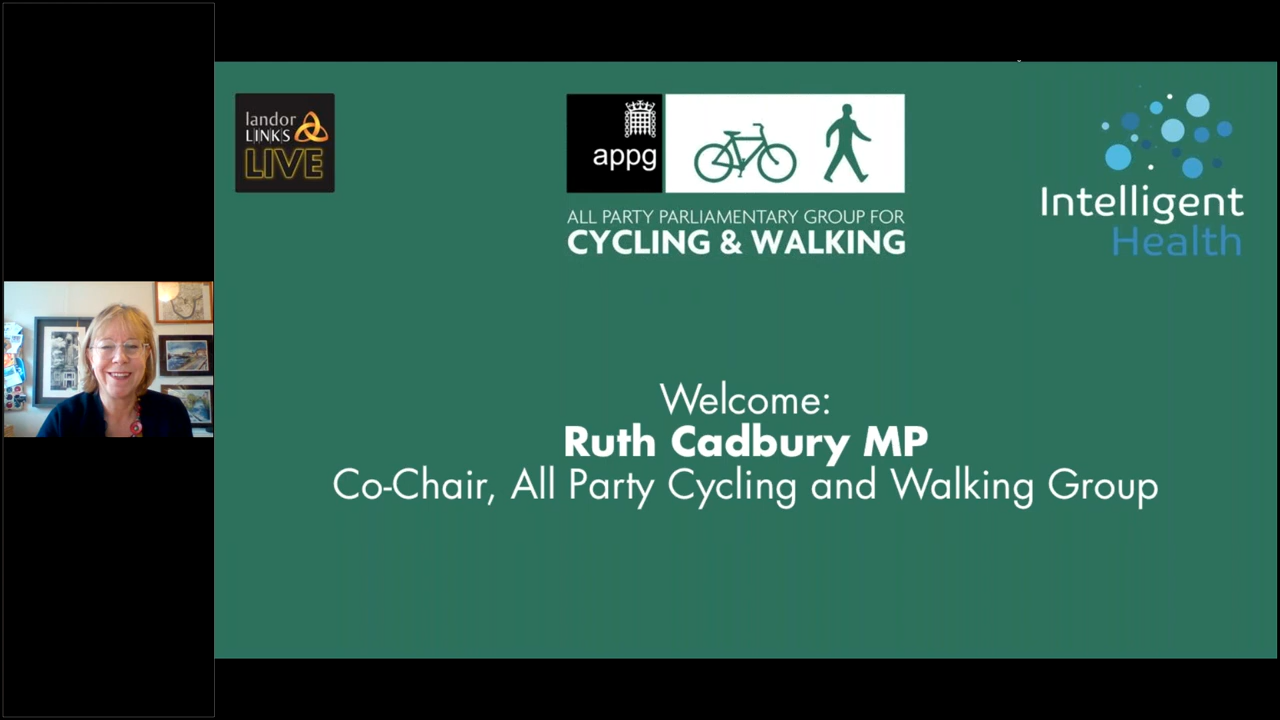 landor
LINKS
LIVE
appg
ALL PARTY PARLIAMENTARY GROUP FOR
CYCLING & WALKING
Intelligent
Health
Welcome:
Ruth Cadbury MP
Co-Chair, All Party Cycling and Walking Group